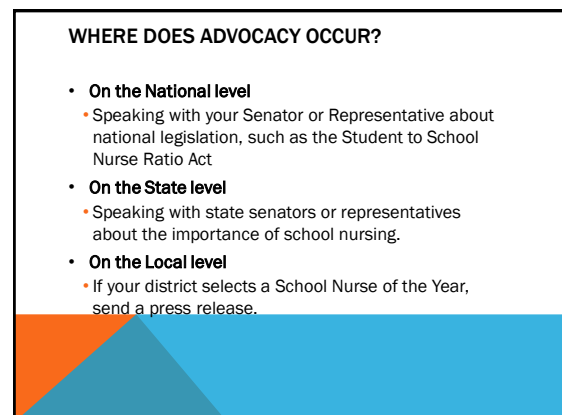 WHERE DOES ADVOCACY OCCUR?
• On the National level
• Speaking with your Senator or Representative about
national legislation, such as the Student to School
Nurse Ratio Act
• On the State level
• Speaking with state senators or representatives
about the importance of school nursing.
• On the Local level
• If your district selects a School Nurse of the Year,
send a press release.